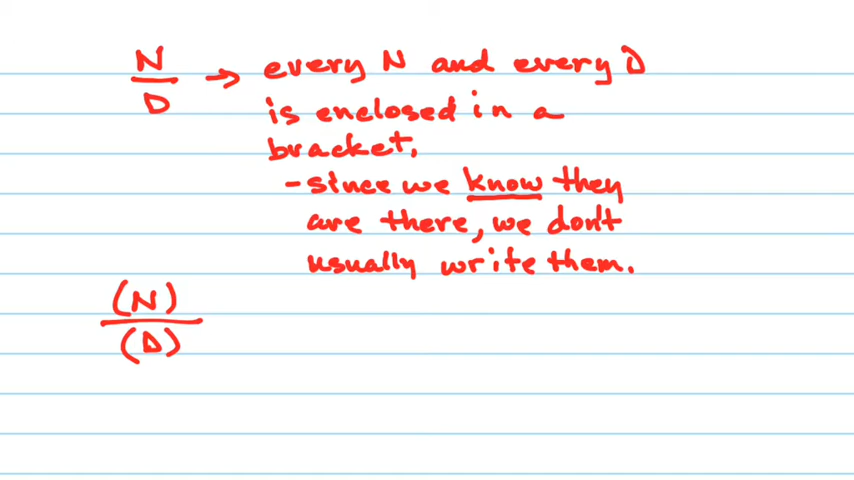 N
D → every N and every D
is enclosed in a
bracket.
- since we know they
are there, we don't
usually write them.
(N)
(D)